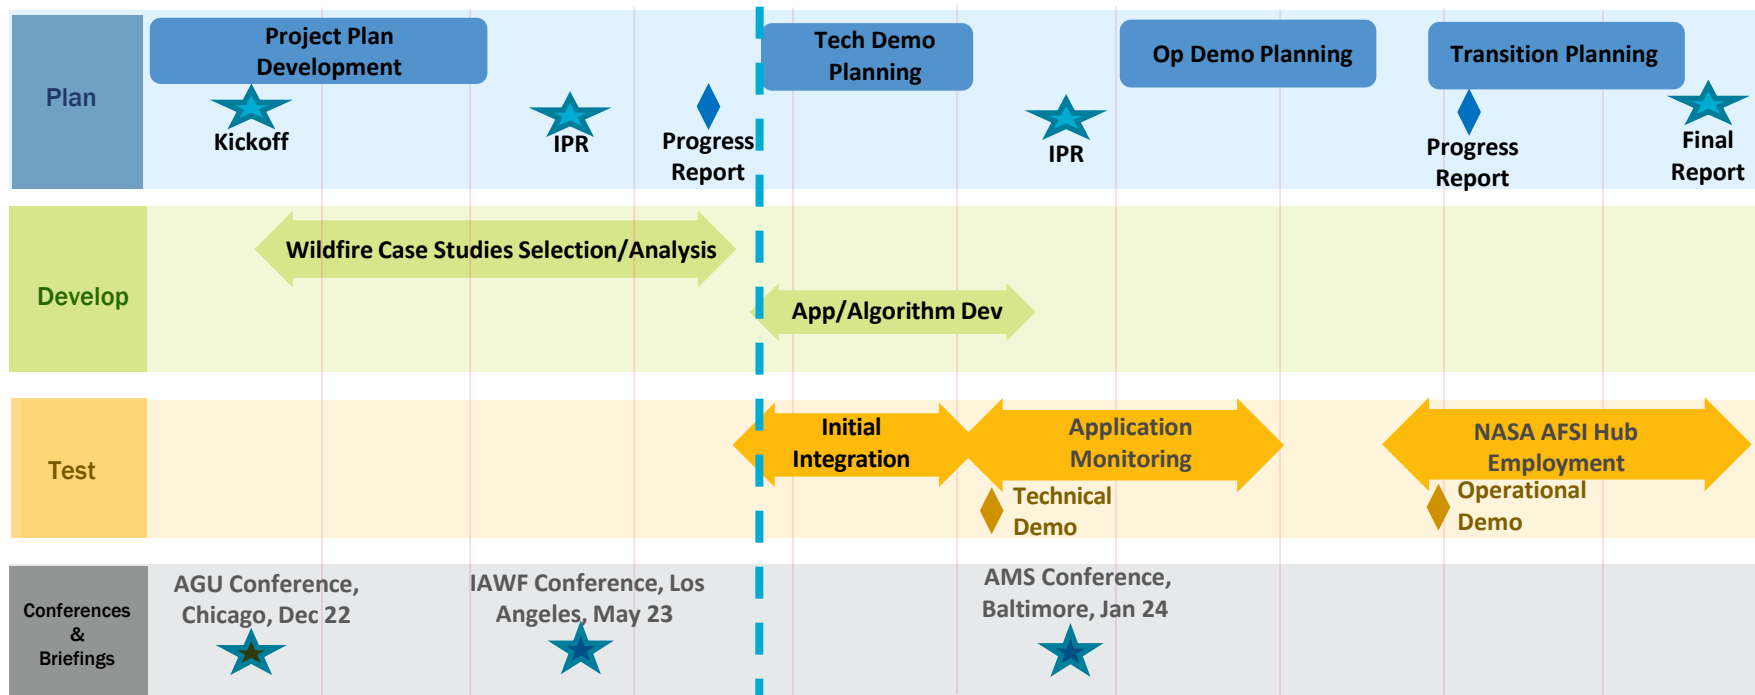 Plan
Project Plan
Development
Tech Demo
Planning
Op Demo Planning
Transition Planning
Kickoff
IPR
Progress
Report
IPR
Progress
Report
Final
Report
Develop
Wildfire Case Studies Selection/Analysis
App/Algorithm Dev
Test
Initial
Integration
Application
Monitoring
NASA AFSI Hub
Employment
Technical
Demo
Operational
Demo
Conferences
&
Briefings
AGU Conference,
Chicago, Dec 22
IAWF Conference, Los
Angeles, May 23
AMS Conference,
Baltimore, Jan 24